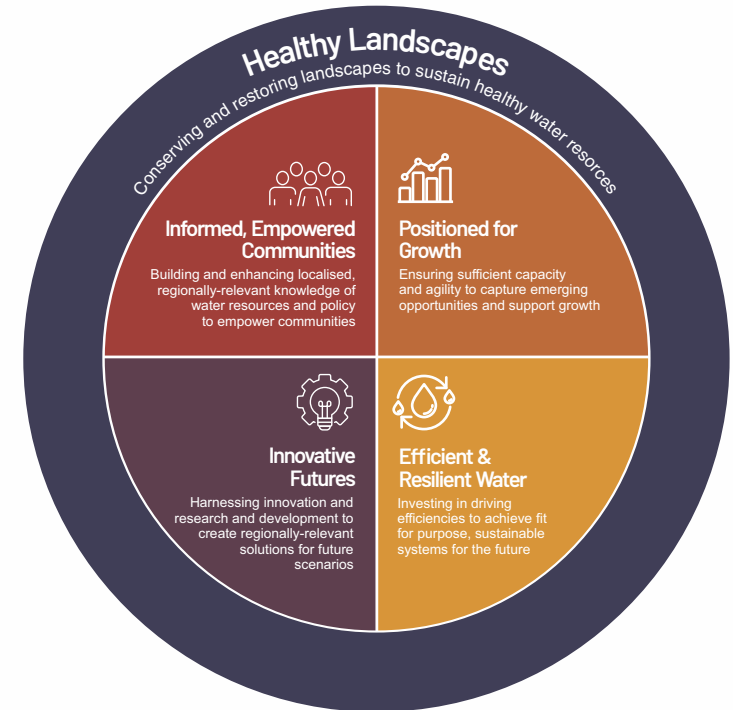 Healthy Landscapes
Conserving and restoring landscapes to sustain healthy water resorces
Informed, Empowered
Communities
Building and enhancing localised,
regionally-relevant knowledge of
water resources and policy
to empower communities
Positioned for
Growth
Ensuring sufficient capacity
and agility to capture emerging
opportunities and support growth
Innovative
Futures
Harnessing innovation and
research and development to
create regionally-relevant
solutions for future
scenarios
Efficient &
Resilient Water
Investing in driving
efficiencies to achieve fit
for purpose, sustainable
systems for the future